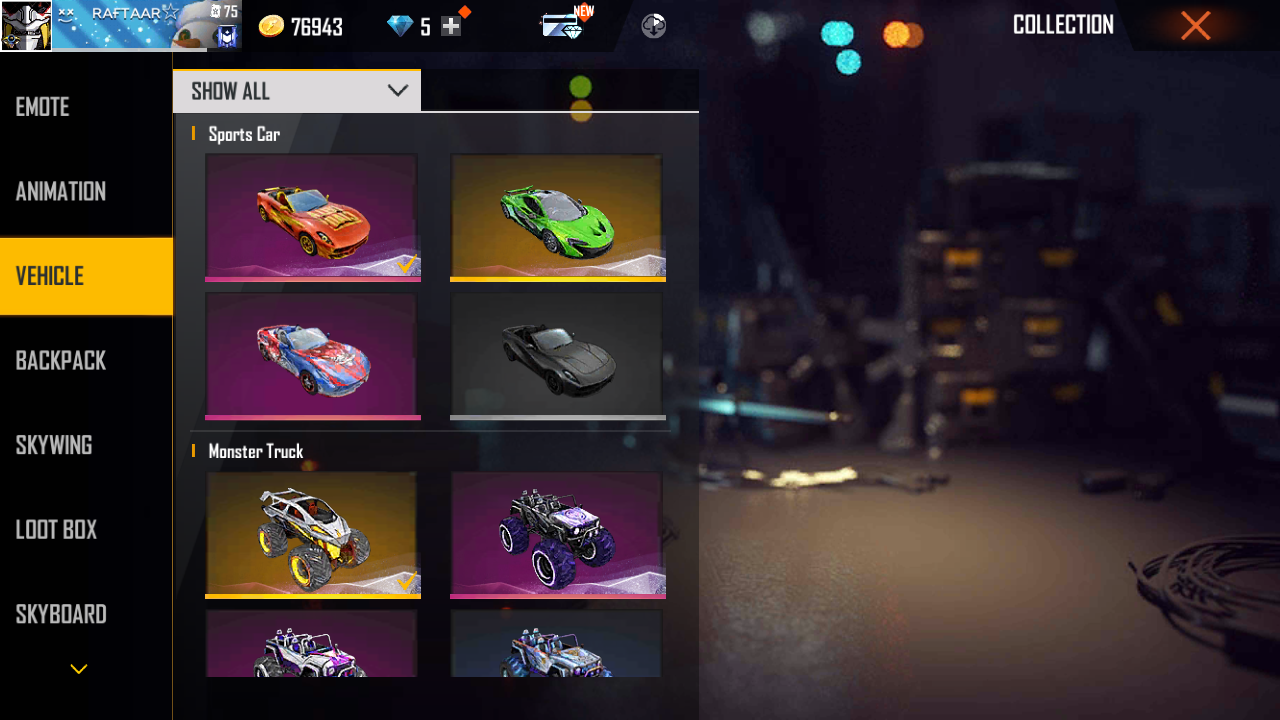 RAFTAAR☆
75
76943
5
NEW
COLLECTION
EMOTE
ANIMATION
VEHICLE
BACKPACK
SKYWING
LOOT BOX
SKYBOARD
SHOW ALL
Sports Car
Monster Truck